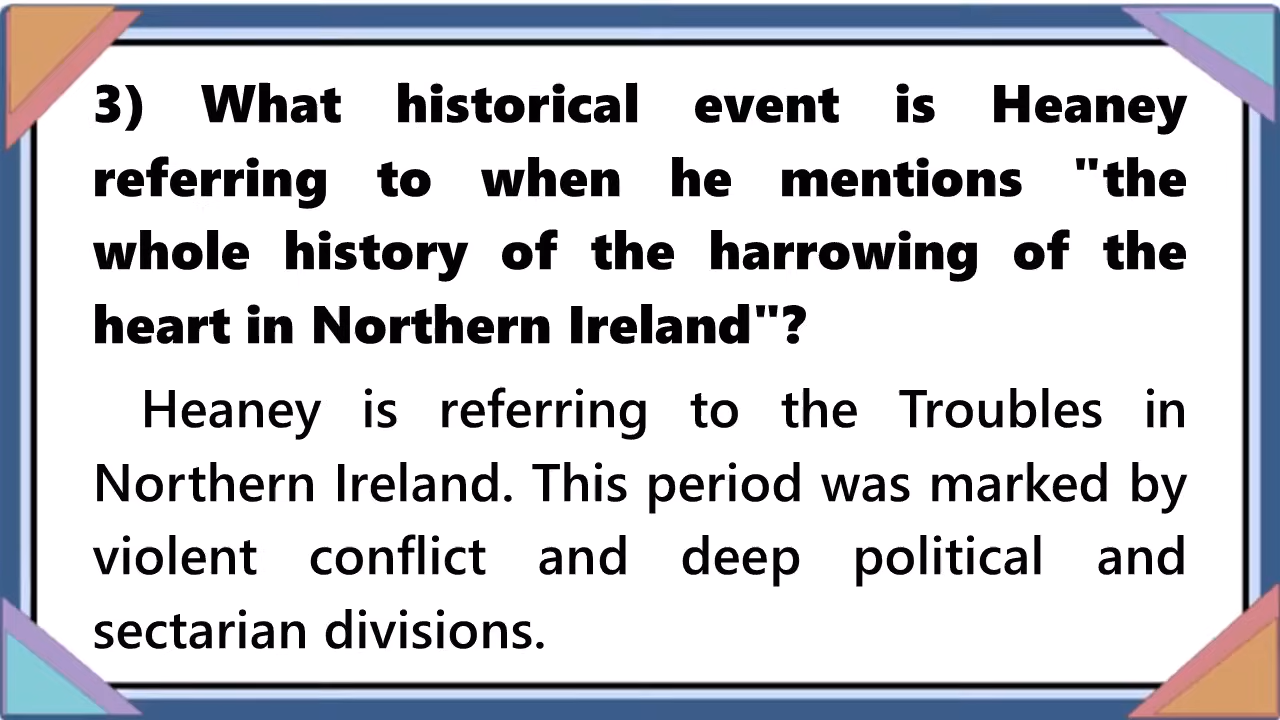 3) What historical event is Heaney
referring to when he mentions "the
whole history of the harrowing of the
heart in Northern Ireland"?
Heaney is referring to the Troubles in
Northern Ireland. This period was marked by
violent conflict and deep political and
sectarian divisions.